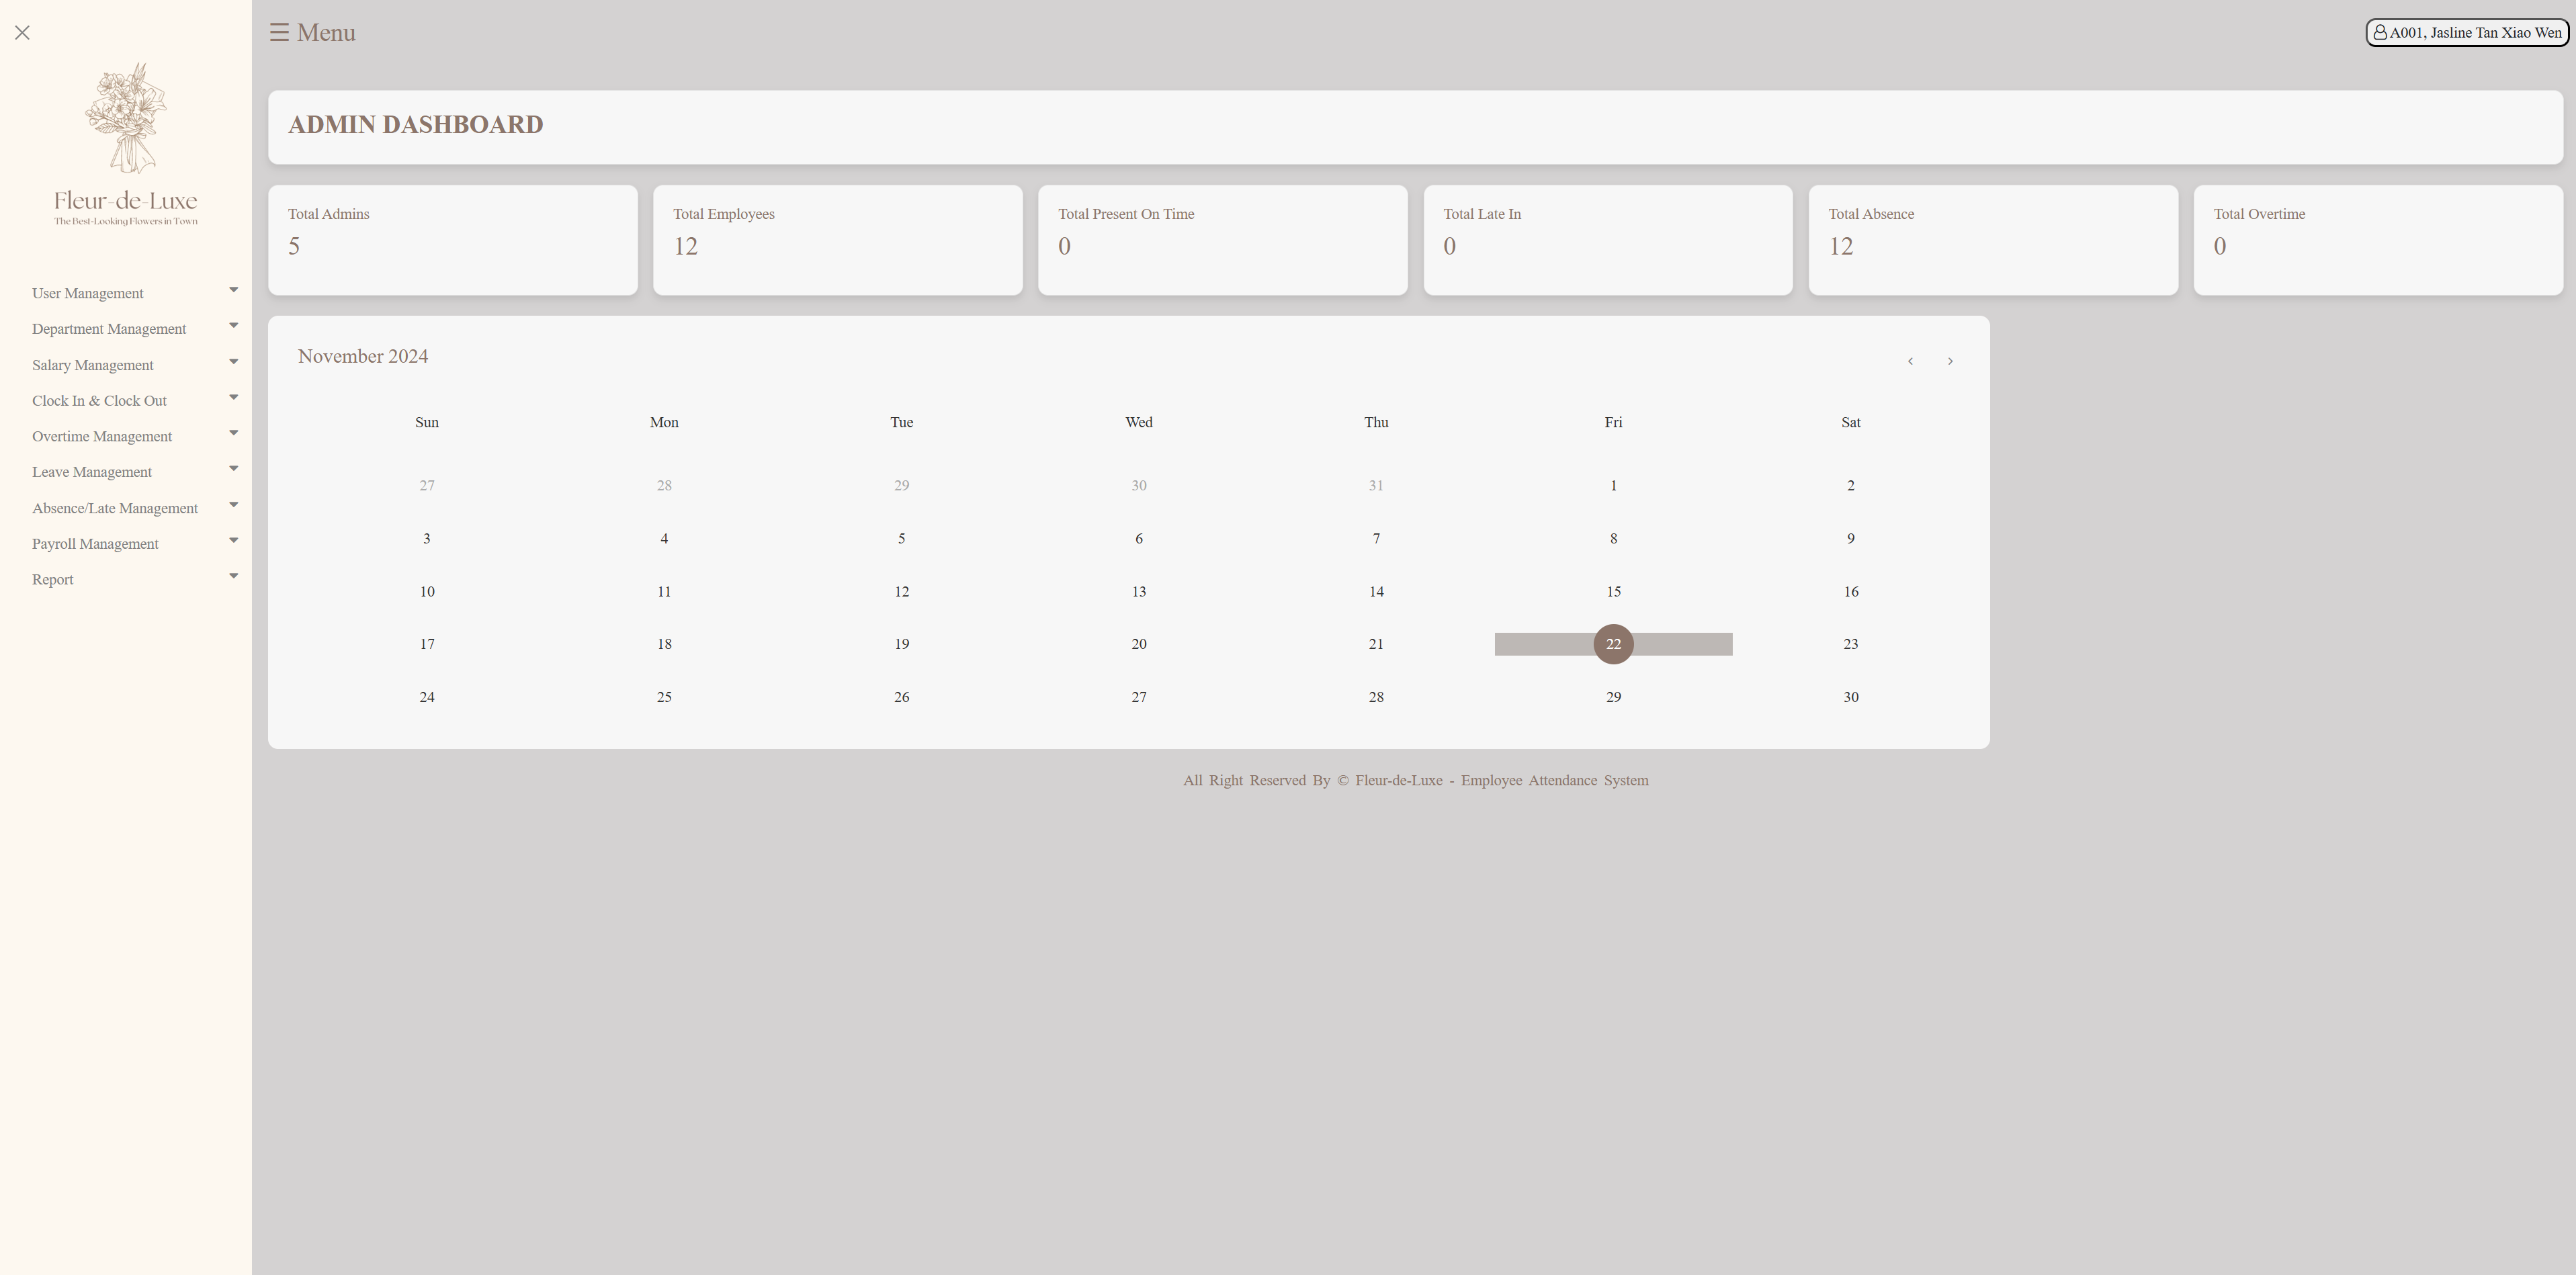 ☰ Menu
A001, Jasline Tan Xiao Wen
Fleur-de-Luxe
The Best-Looking Flowers in Town
User Management
Department Management
Salary Management
Clock In & Clock Out
Overtime Management
Leave Management
Absence/Late Management
Payroll Management
Report
ADMIN DASHBOARD
Total Admins
5
Total Employees
12
Total Present On Time
0
Total Late In
0
Total Absence
12
Total Overtime
0
November 2024
Sun Mon Tue Wed Thu Fri Sat
27 28 29 30 31 1 2
3 4 5 6 7 8 9
10 11 12 13 14 15 16
17 18 19 20 21 22 23
24 25 26 27 28 29 30
All Right Reserved By © Fleur-de-Luxe - Employee Attendance System